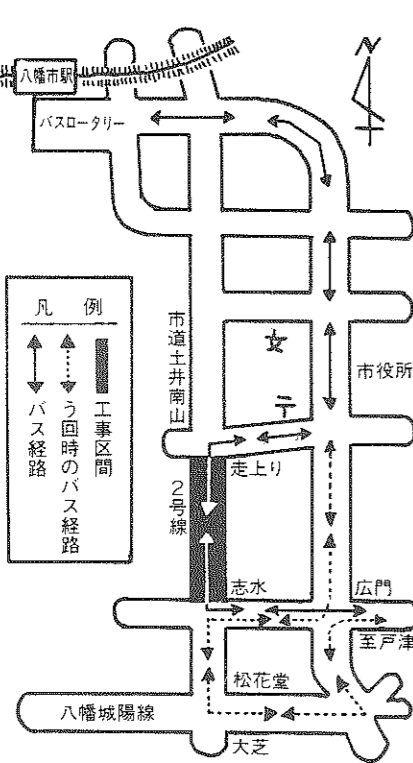 八幡市駅
N
バスロータリー
市役所
市道土井南山
2号線
走上り
凡例
工事区間
う回時のバス経路
バス経路
志水
広門
至戸津
松花堂
八幡城陽線
大芝